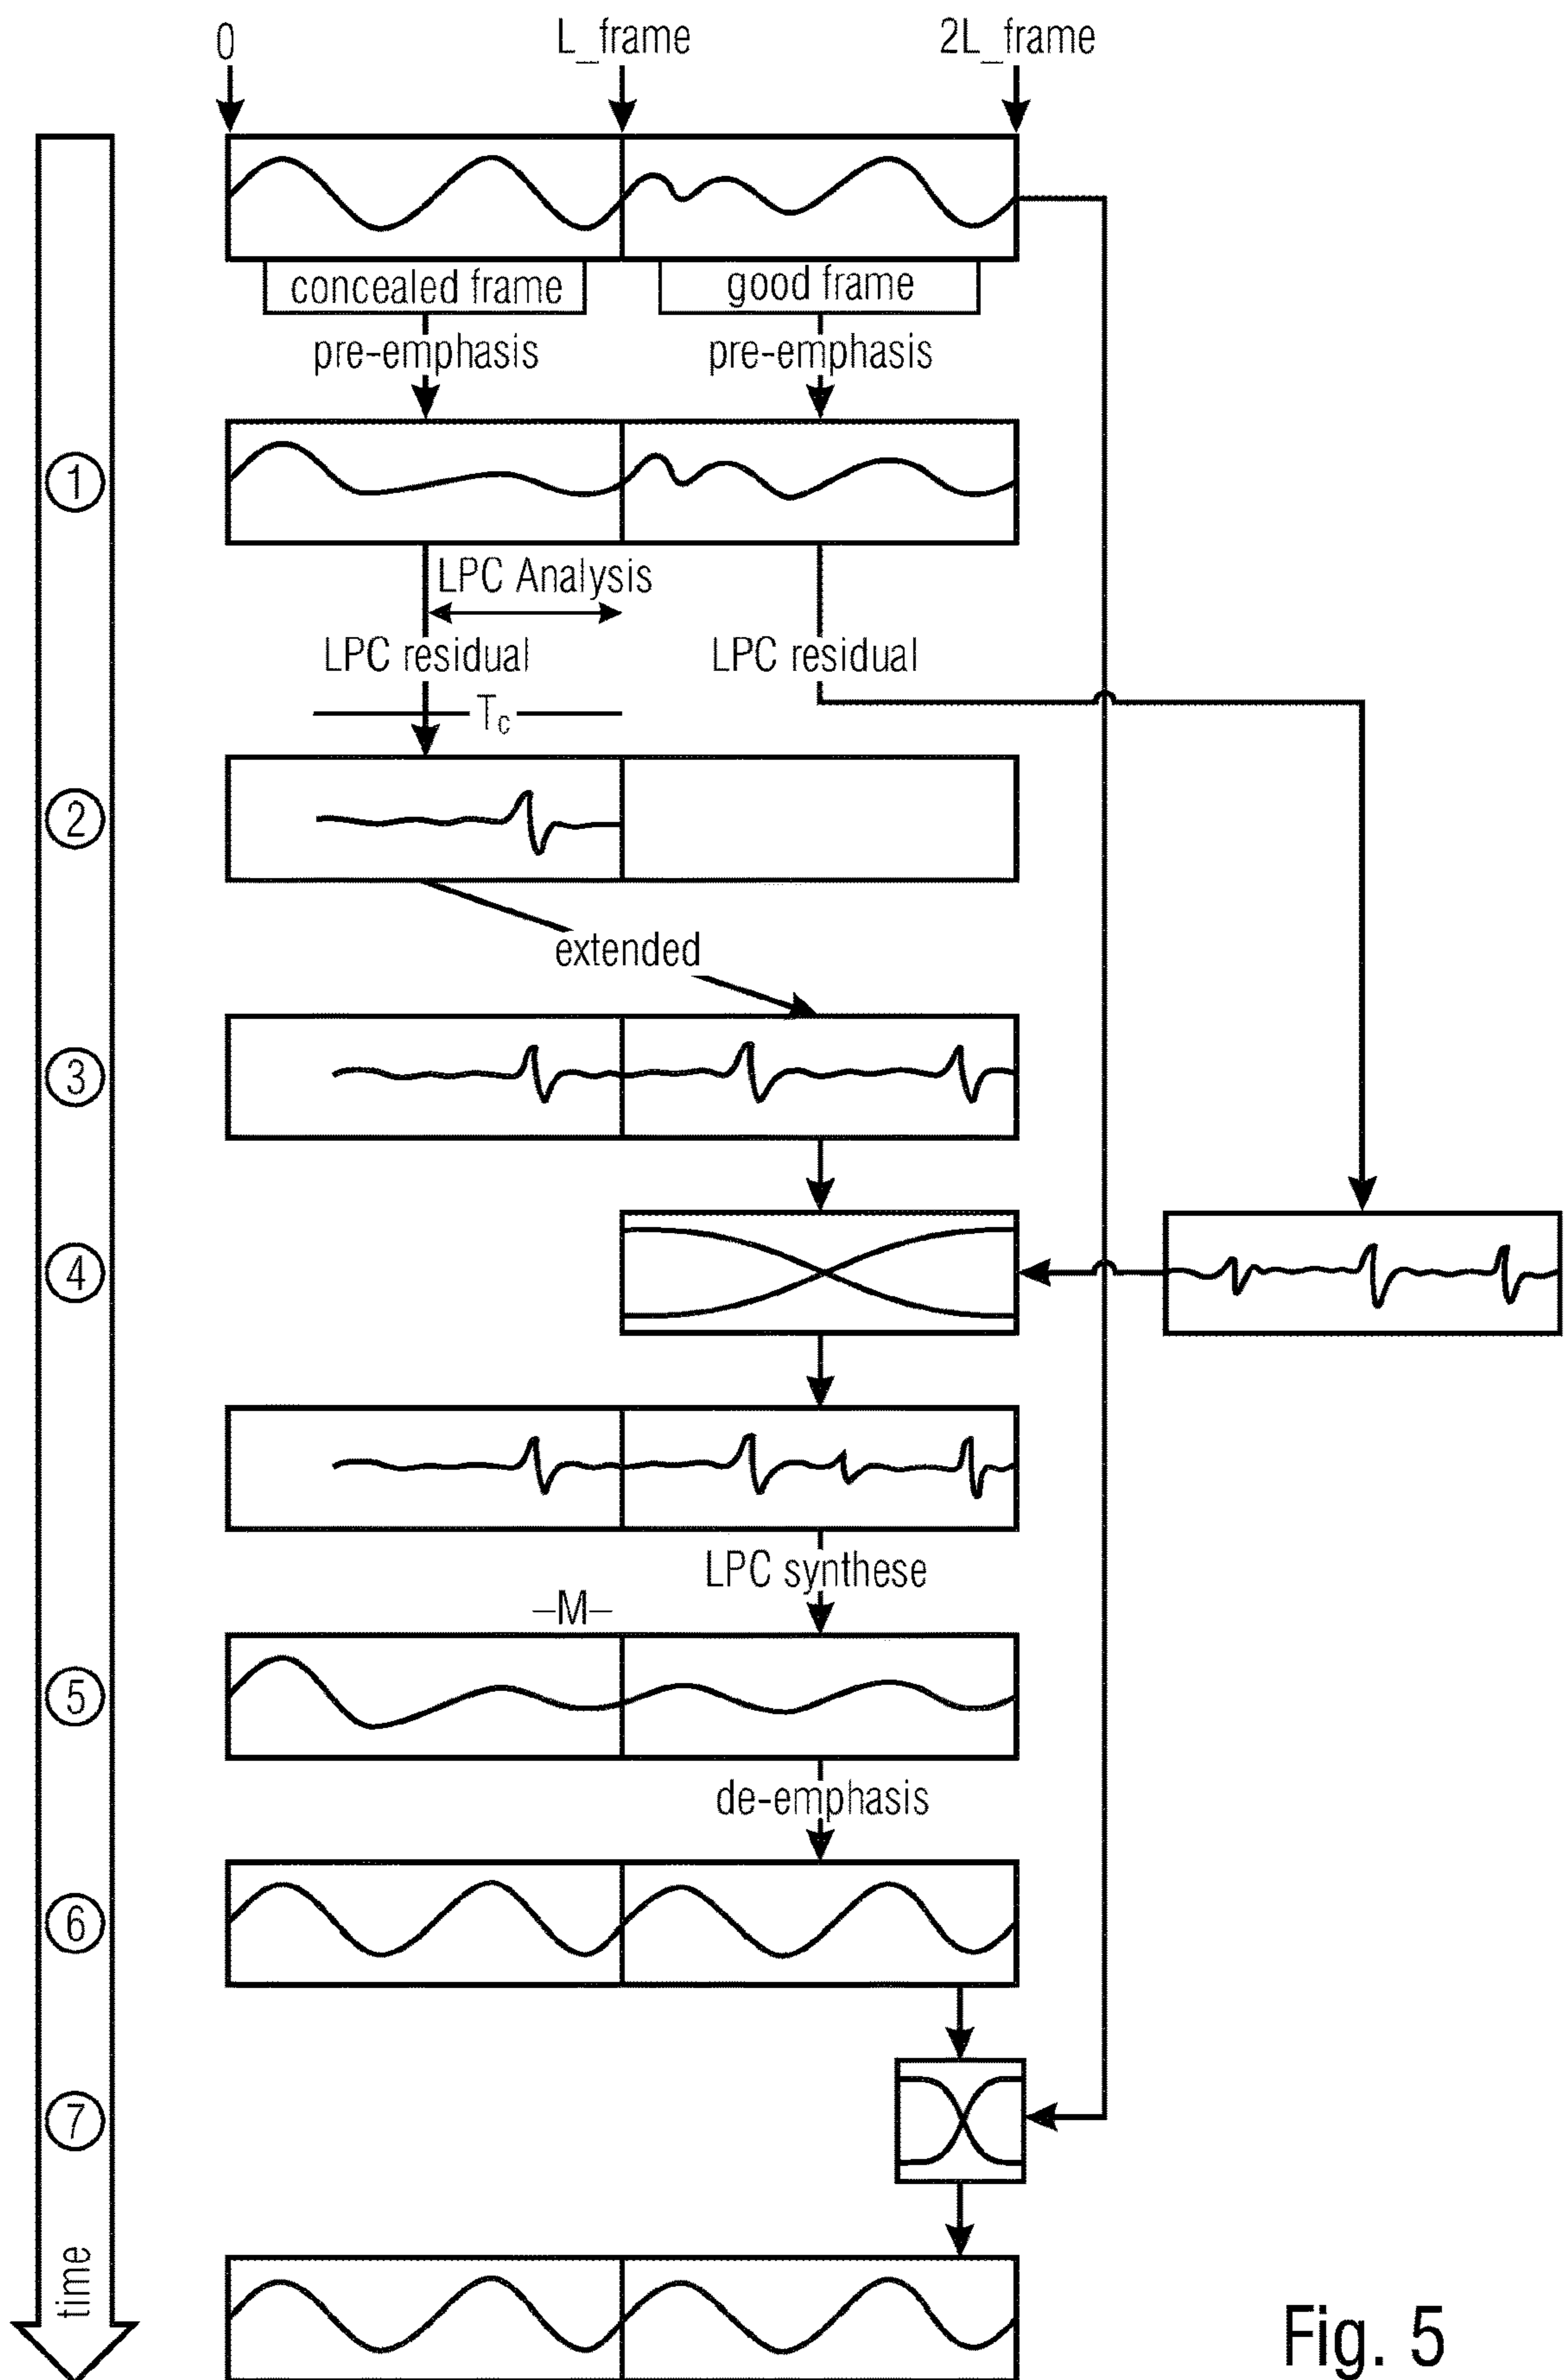 0 L_frame 2L_frame
concealed frame good frame
pre-emphasis pre-emphasis
1
LPC Analysis
LPC residual LPC residual
Tc
2
extended
3
4
LPC synthese
–M–
5
de-emphasis
6
7
time
Fig. 5